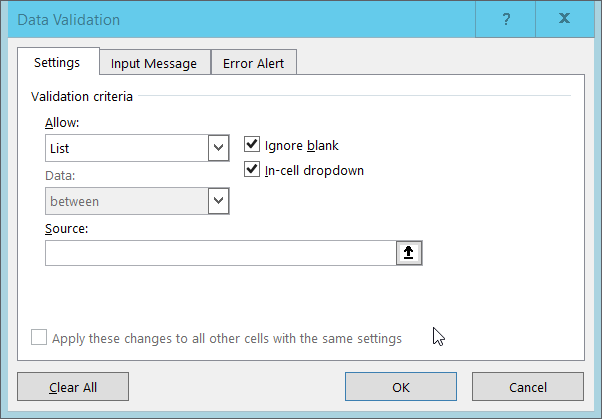 Data Validation ? x
Settings Input Message Error Alert
Validation criteria
Allow:
List
Ignore blank
Data:
In-cell dropdown
between
Source:
Apply these changes to all other cells with the same settings
Clear All OK Cancel